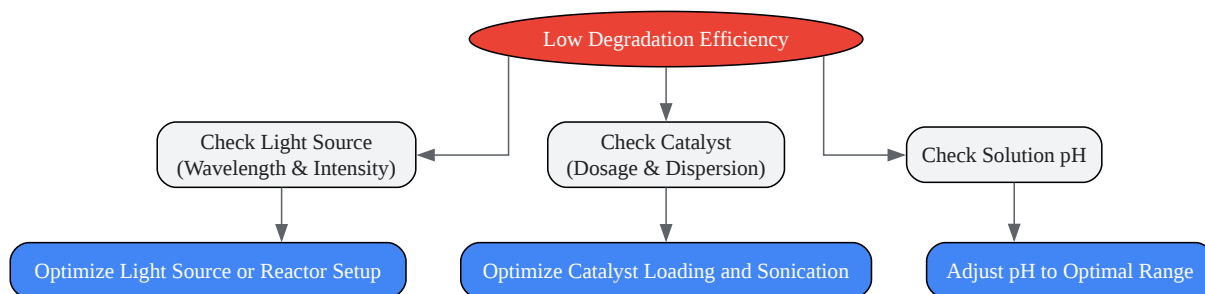 Low Degradation Efficiency
Check Light Source
(Wavelength & Intensity)
Check Catalyst
(Dosage & Dispersion)
Check Solution pH
Optimize Light Source or Reactor Setup
Optimize Catalyst Loading and Sonication
Adjust pH to Optimal Range